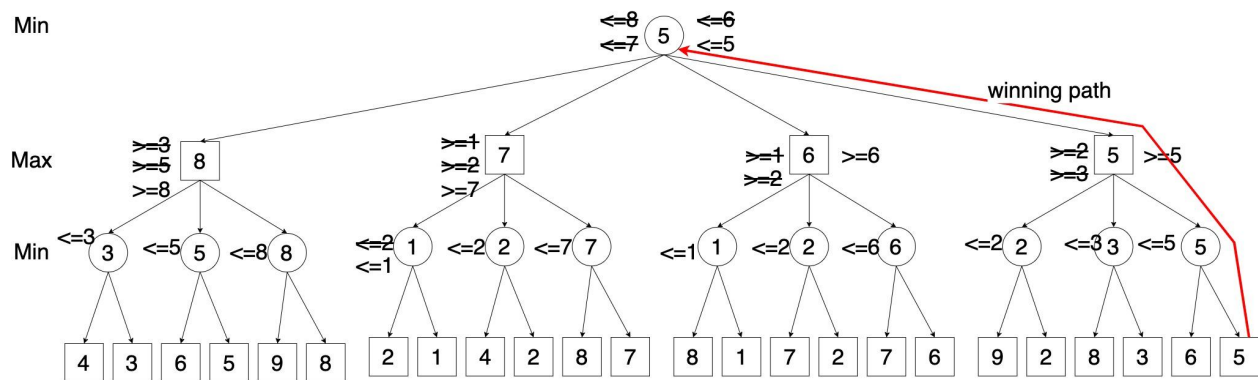 Min
<=8 5 <=6
<=7 <=5
winning path
Max
>=3 8 >=1 7 >=1 6 >=6 >=2 5 >=5
>=5 >=2 >=2 >=3
>=8 >=7
Min
<=3 3 <=5 5 <=8 8 <=2 1 <=2 2 <=7 7 <=1 1 <=2 2 <=6 6 <=2 2 <=3 3 <=5 5
<=1
4 3 6 5 9 8 2 1 4 2 8 7 8 1 7 2 7 6 9 2 8 3 6 5